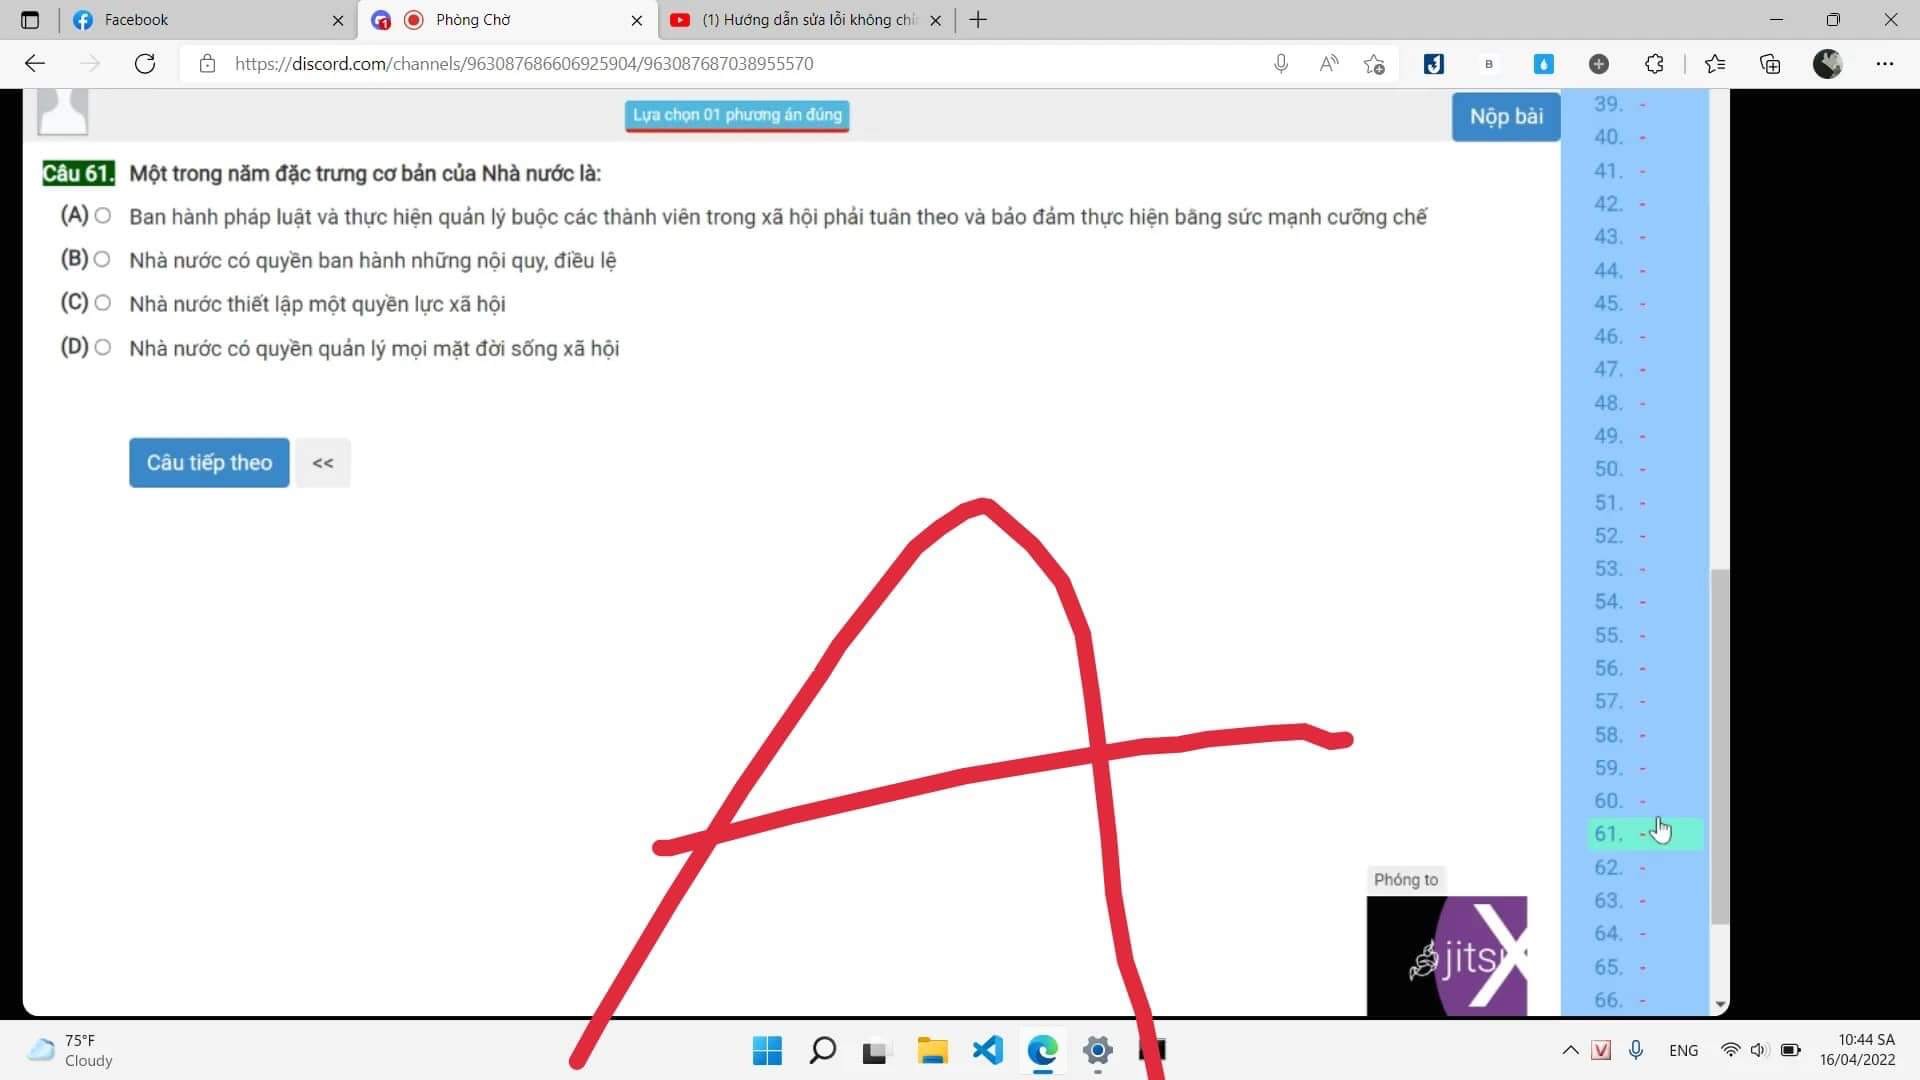 Facebook
Phòng Chờ
(1) Hướng dẫn sửa lỗi không chỉ
https://discord.com/channels/963087686606925904/963087687038955570
B
Lựa chọn 01 phương án đúng
Nộp bài
Câu 61. Một trong năm đặc trưng cơ bản của Nhà nước là:
(A) Ban hành pháp luật và thực hiện quản lý buộc các thành viên trong xã hội phải tuân theo và bảo đảm thực hiện bằng sức mạnh cưỡng chế
(B) Nhà nước có quyền ban hành những nội quy, điều lệ
(C) Nhà nước thiết lập một quyền lực xã hội
(D) Nhà nước có quyền quản lý mọi mặt đời sống xã hội
Câu tiếp theo <<
A
39. -
40. -
41. -
42. -
43. -
44. -
45. -
46. -
47. -
48. -
49. -
50. -
51. -
52. -
53. -
54. -
55. -
56. -
57. -
58. -
59. -
60. -
61. -
62. -
63. -
64. -
65. -
66. -
Phóng to
jitsi
X
75°F
Cloudy
V
ENG
10:44 SA
16/04/2022